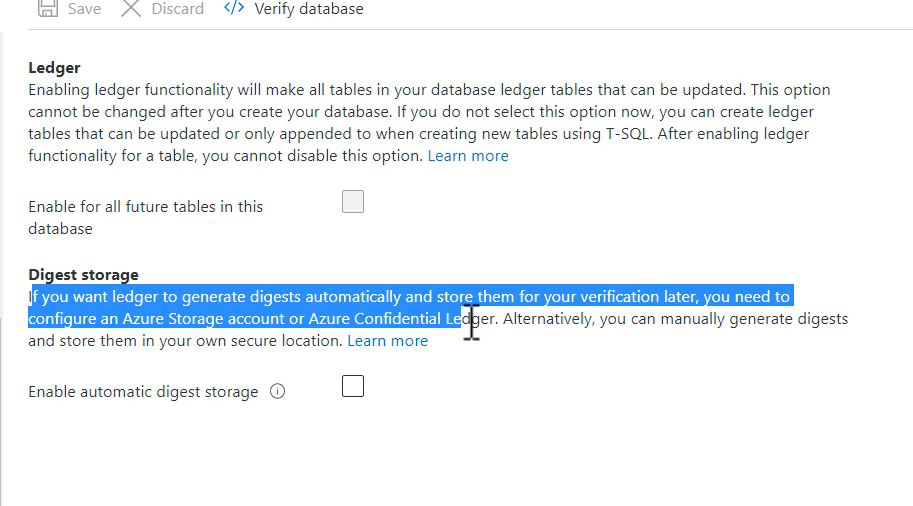 Save Discard </> Verify database
Ledger
Enabling ledger functionality will make all tables in your database ledger tables that can be updated. This option
cannot be changed after you create your database. If you do not select this option now, you can create ledger
tables that can be updated or only appended to when creating new tables using T-SQL. After enabling ledger
functionality for a table, you cannot disable this option. Learn more
Enable for all future tables in this
database
Digest storage
If you want ledger to generate digests automatically and store them for your verification later, you need to
configure an Azure Storage account or Azure Confidential Ledger. Alternatively, you can manually generate digests
and store them in your own secure location. Learn more
Enable automatic digest storage